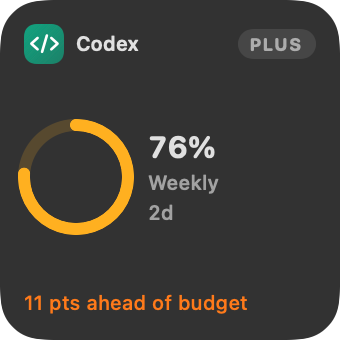 </> Codex
PLUS
76%
Weekly
2d
11 pts ahead of budget